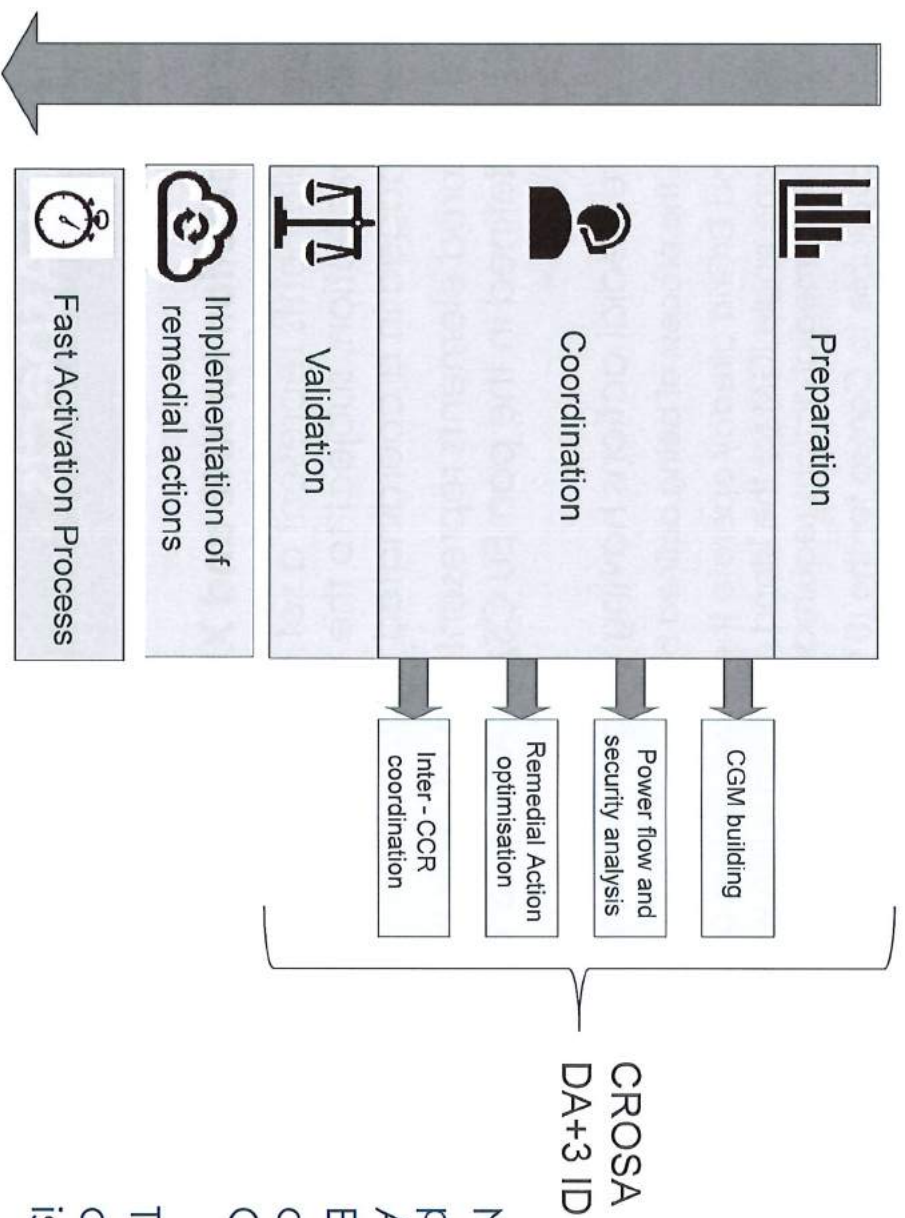 Preparation
Coordination
Validation
Implementation of
remedial actions
Fast Activation Process
CGM building
Power flow and
security analysis
Remedial Action
optimisation
Inter - CCR
coordination
CROSA
DA+3 ID